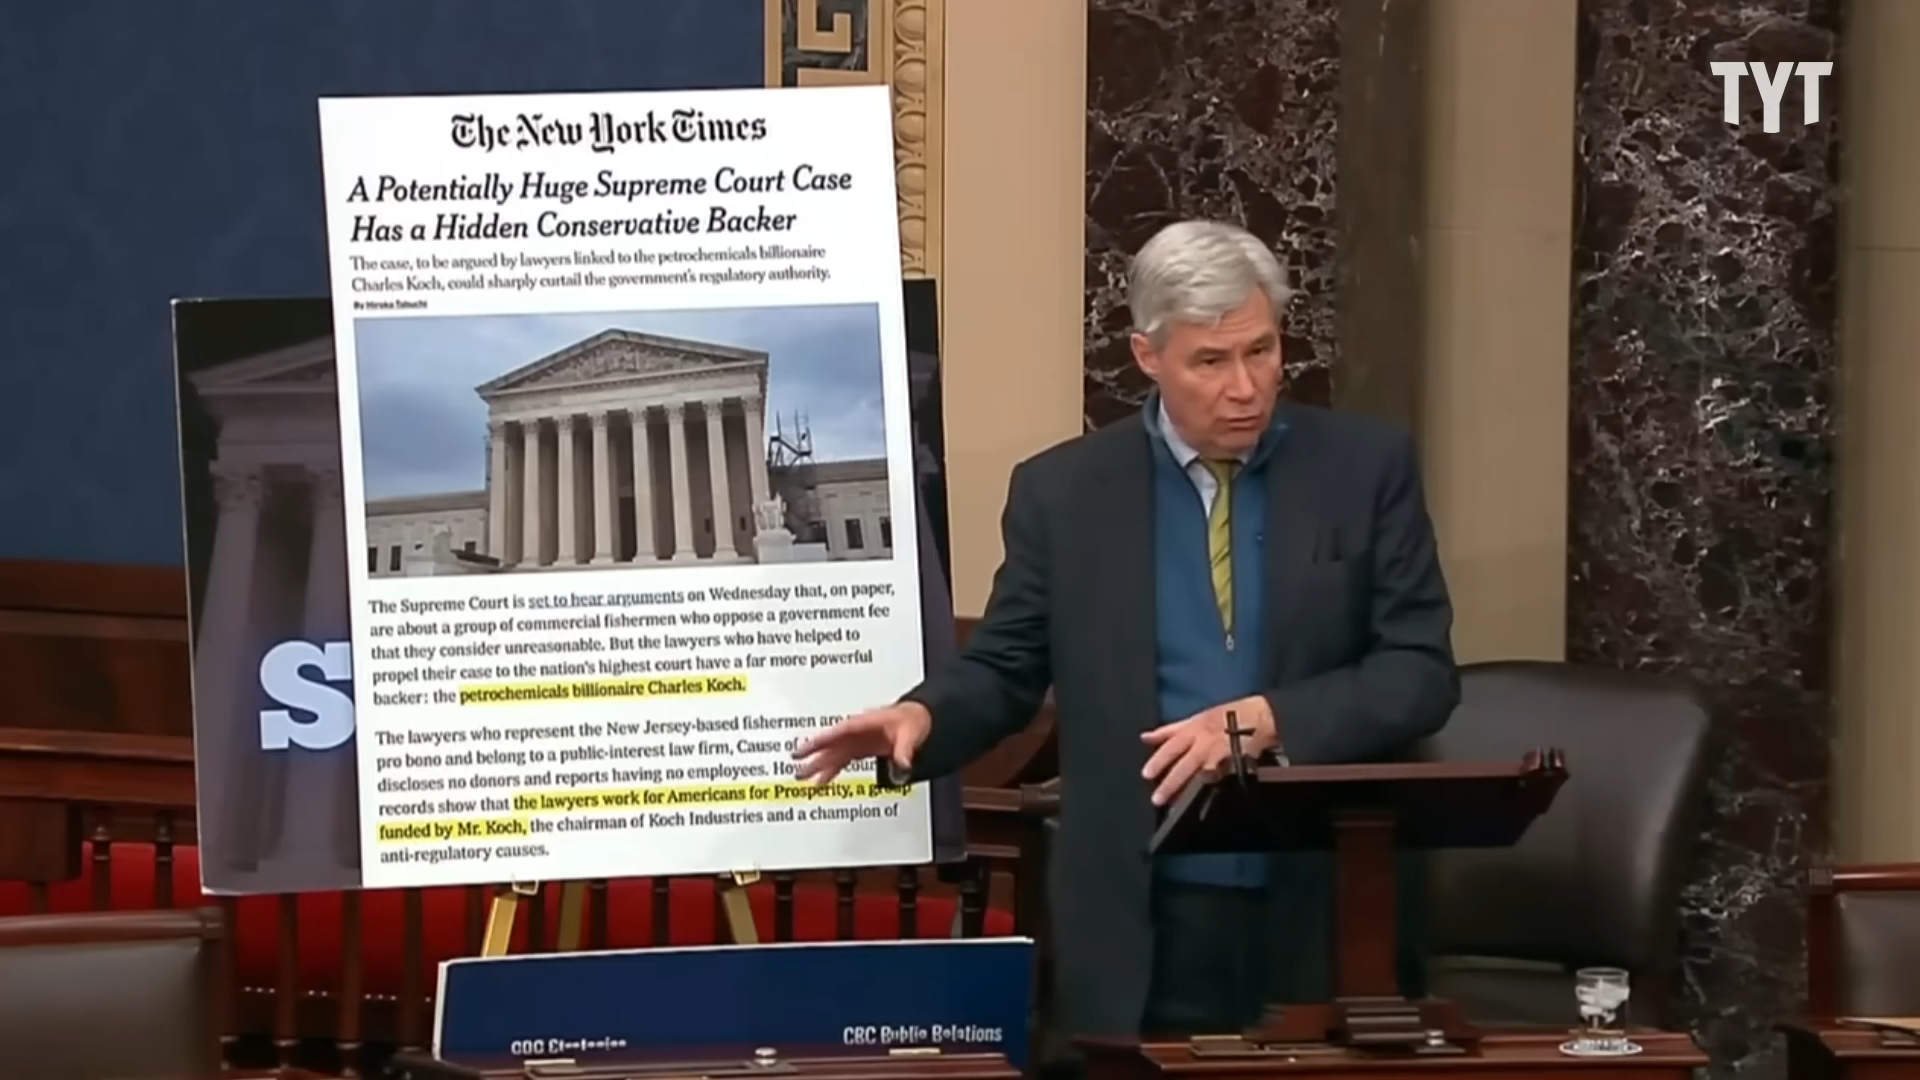 TYT
The New York Times
A Potentially Huge Supreme Court Case
Has a Hidden Conservative Backer
The case, to be argued by lawyers linked to the petrochemicals billionaire
Charles Koch, could sharply curtail the government's regulatory authority.
By Hiroko Tabuchi
The Supreme Court is set to hear arguments on Wednesday that, on paper,
are about a group of commercial fishermen who oppose a government fee
that they consider unreasonable. But the lawyers who have helped to
propel their case to the nation's highest court have a far more powerful
backer: the petrochemicals billionaire Charles Koch.
The lawyers who represent the New Jersey-based fishermen are
pro bono and belong to a public-interest law firm, Cause of
discloses no donors and reports having no employees.
records show that the lawyers work for Americans for Prosperity, a group
funded by Mr. Koch, the chairman of Koch Industries and a champion of
anti-regulatory causes.
S
CRC Public Relations